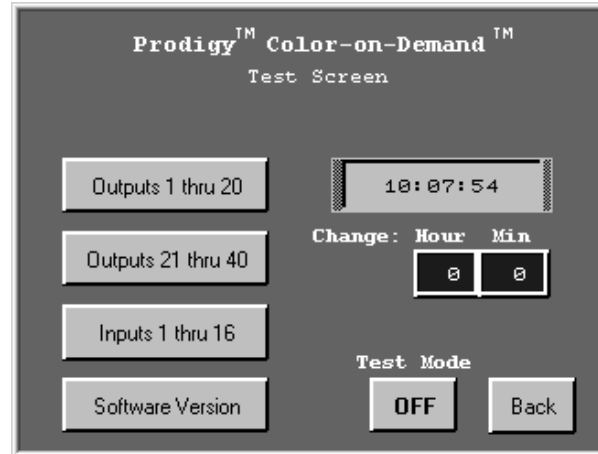 Prodigy™ Color-on-Demand™
Test Screen
Outputs 1 thru 20
10:07:54
Change: Hour Min
Outputs 21 thru 40
0 0
Inputs 1 thru 16
Test Mode
Software Version
OFF
Back